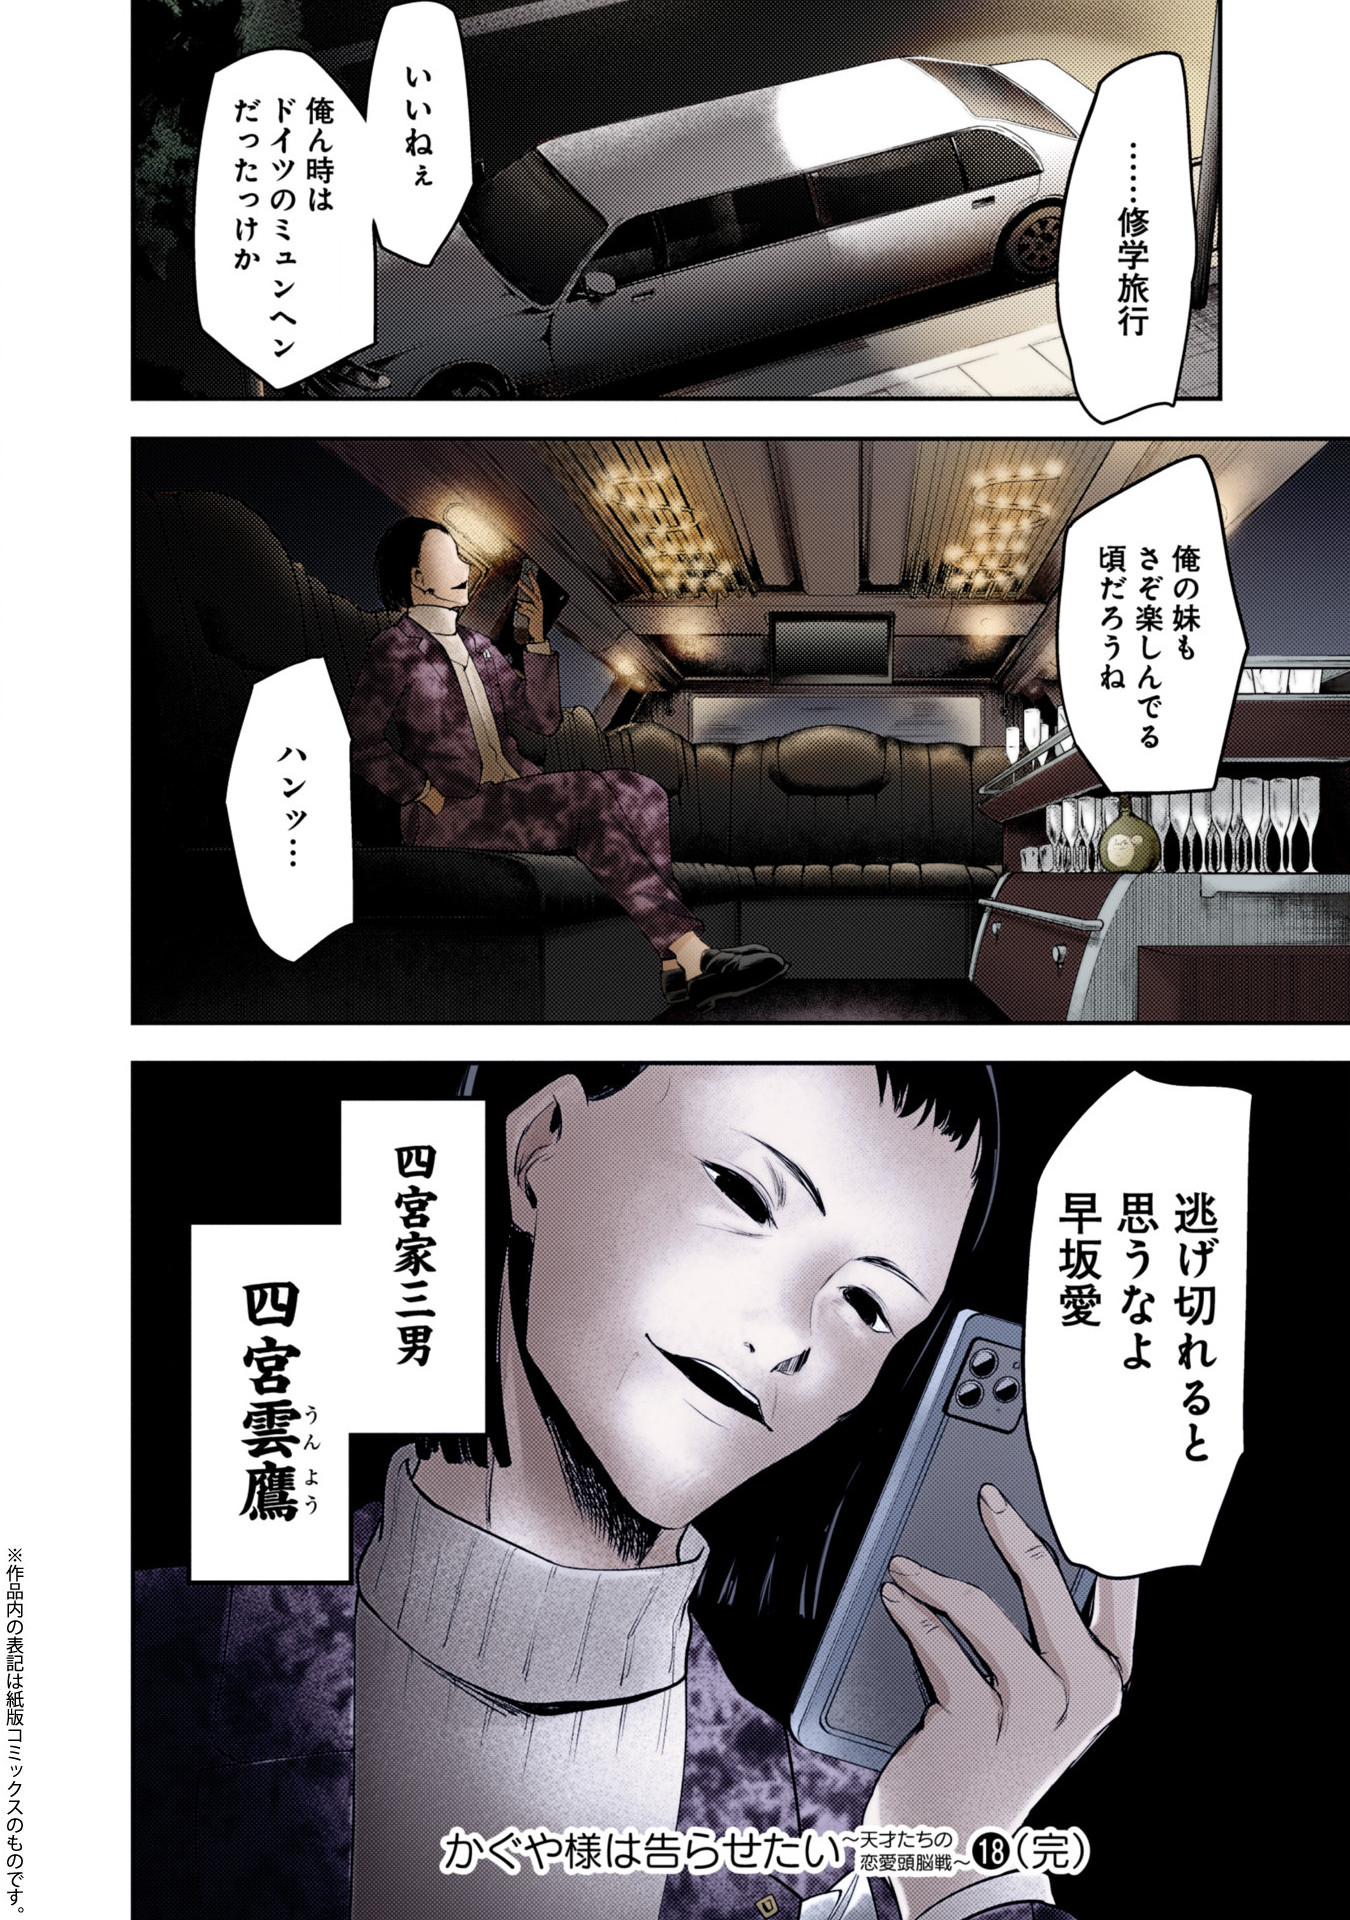 ……修学旅行
いいねぇ
俺ん時は
ドイツのミュンヘン
だったっけか
俺の妹も
さぞ楽しんでる
頃だろうね
ハンッ…
逃げ切れると
思うなよ
早坂愛
四宮家三男
四宮雲鷹
うんよう
かぐや様は告らせたい
～天才たちの
恋愛頭脳戦～
18（完）
※作品内の表記は紙版コミックスのものです。